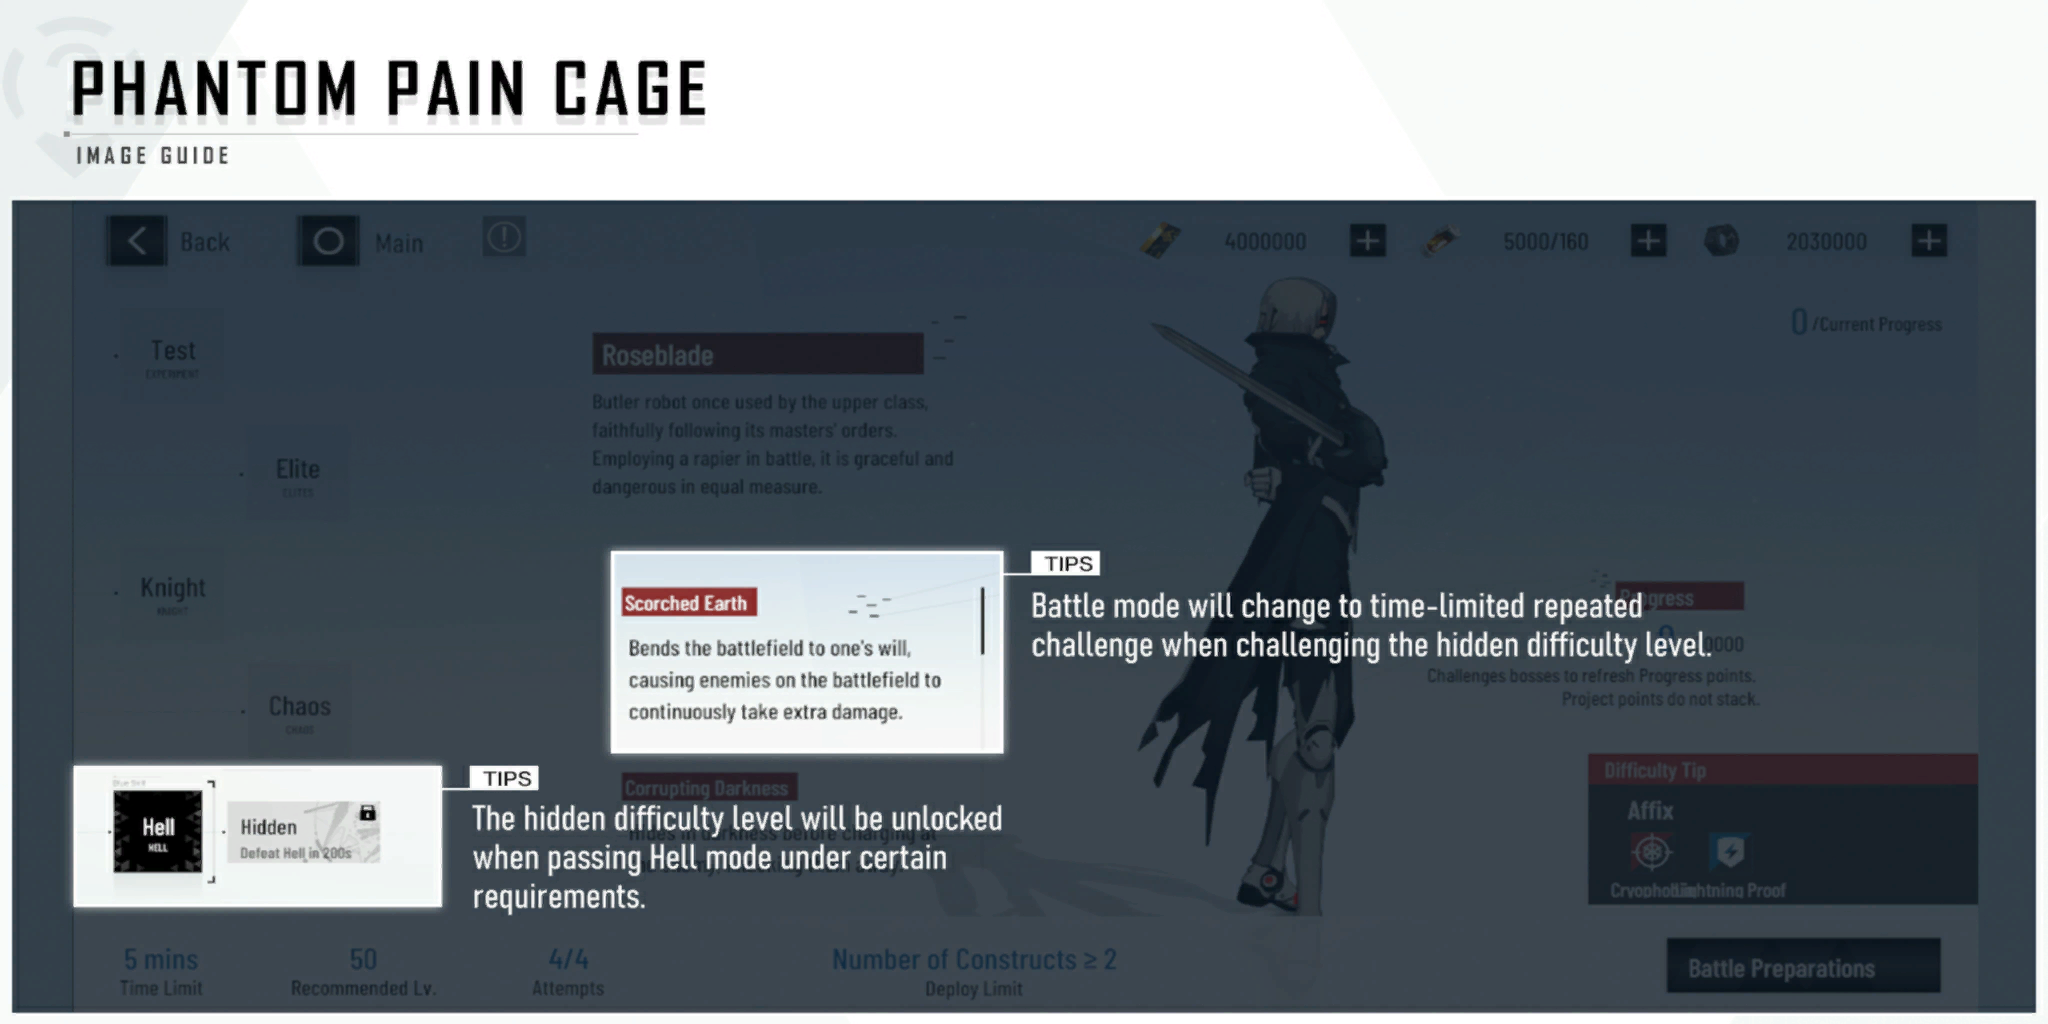 PHANTOM PAIN CAGE
IMAGE GUIDE
Back
Main
4000000
5000/160
2030000
0 /Current Progress
Test
EXPERIMENT
Elite
ELITES
Knight
KNIGHT
Chaos
CHAOS
Roseblade
Butler robot once used by the upper class,
faithfully following its masters' orders.
Employing a rapier in battle, it is graceful and
dangerous in equal measure.
Scorched Earth
Bends the battlefield to one's will,
causing enemies on the battlefield to
continuously take extra damage.
TIPS
Battle mode will change to time-limited repeated
challenge when challenging the hidden difficulty level.
Progress
Challenges bosses to refresh Progress points.
Project points do not stack.
Hell
HELL
Hidden
Defeat Hell in 200s
TIPS
The hidden difficulty level will be unlocked
when passing Hell mode under certain
requirements.
Corrupting Darkness
Difficulty Tip
Affix
Lightning Proof
5 mins
Time Limit
50
Recommended Lv.
4/4
Attempts
Number of Constructs ≥ 2
Deploy Limit
Battle Preparations